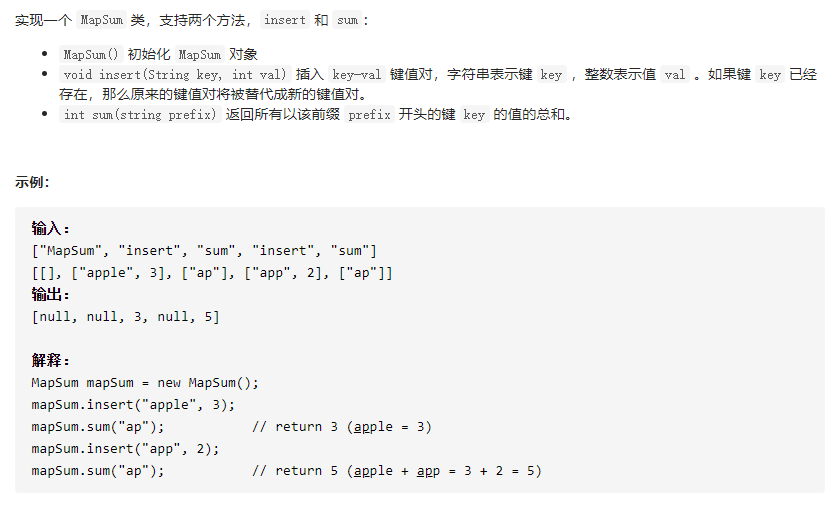 实现一个 MapSum 类，支持两个方法，insert 和 sum：
• MapSum() 初始化 MapSum 对象
• void insert(String key, int val) 插入 key-val 键值对，字符串表示键 key ，整数表示值 val 。如果键 key 已经
存在，那么原来的键值对将被替代成新的键值对。
• int sum(string prefix) 返回所有以该前缀 prefix 开头的键 key 的值的总和。
示例：
输入：
["MapSum", "insert", "sum", "insert", "sum"]
[[], ["apple", 3], ["ap"], ["app", 2], ["ap"]]
输出：
[null, null, 3, null, 5]
解释：
MapSum mapSum = new MapSum();
mapSum.insert("apple", 3);
mapSum.sum("ap");           // return 3 (apple = 3)
mapSum.insert("app", 2);
mapSum.sum("ap");           // return 5 (apple + app = 3 + 2 = 5)